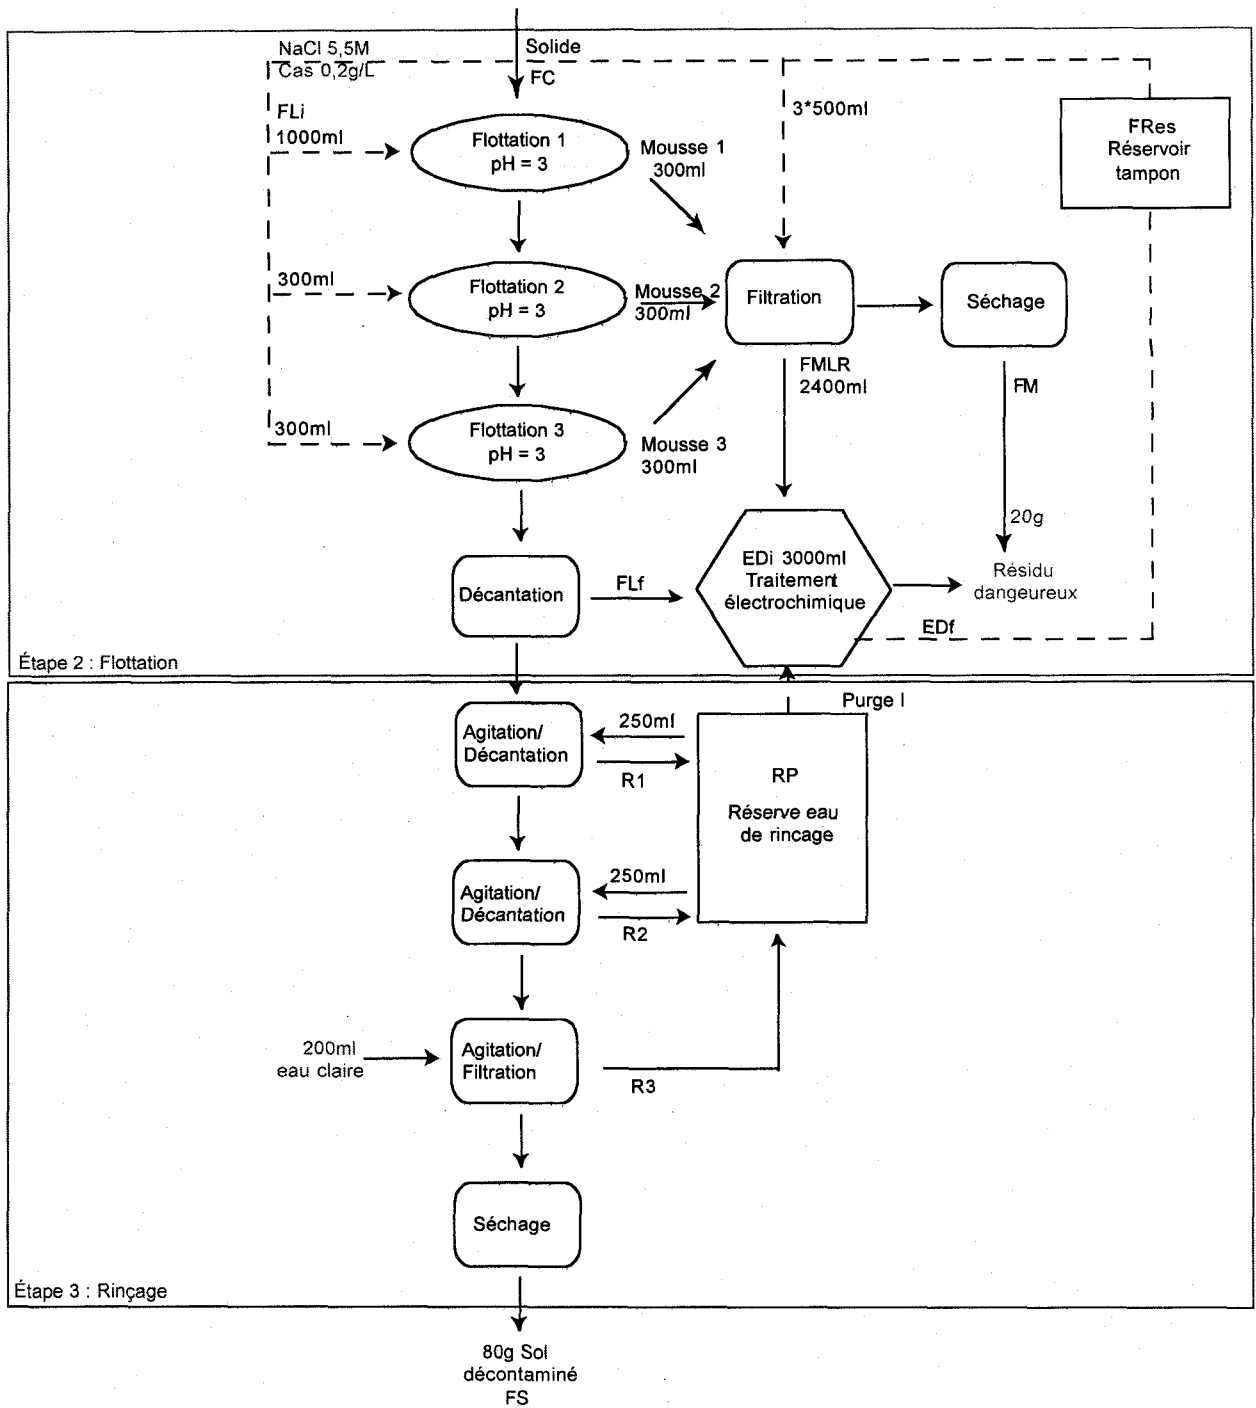 NaCl 5,5M
Cas 0,2g/L
Solide
FC
FLi
1000ml
Flottation 1
pH = 3
Mousse 1
300ml
3*500ml
FRes
Réservoir
tampon
300ml
Flottation 2
pH = 3
Mousse 2
300ml
Filtration
Séchage
FMLR
2400ml
FM
300ml
Flottation 3
pH = 3
Mousse 3
300ml
20g
Résidu
dangeureux
Décantation
FLf
EDi 3000ml
Traitement
électrochimique
EDf
Étape 2 : Flottation
Purge I
Agitation/
Décantation
250ml
R1
RP
Réserve eau
de rincage
Agitation/
Décantation
250ml
R2
200ml
eau claire
Agitation/
Filtration
R3
Séchage
Étape 3 : Rinçage
80g Sol
décontaminé
FS